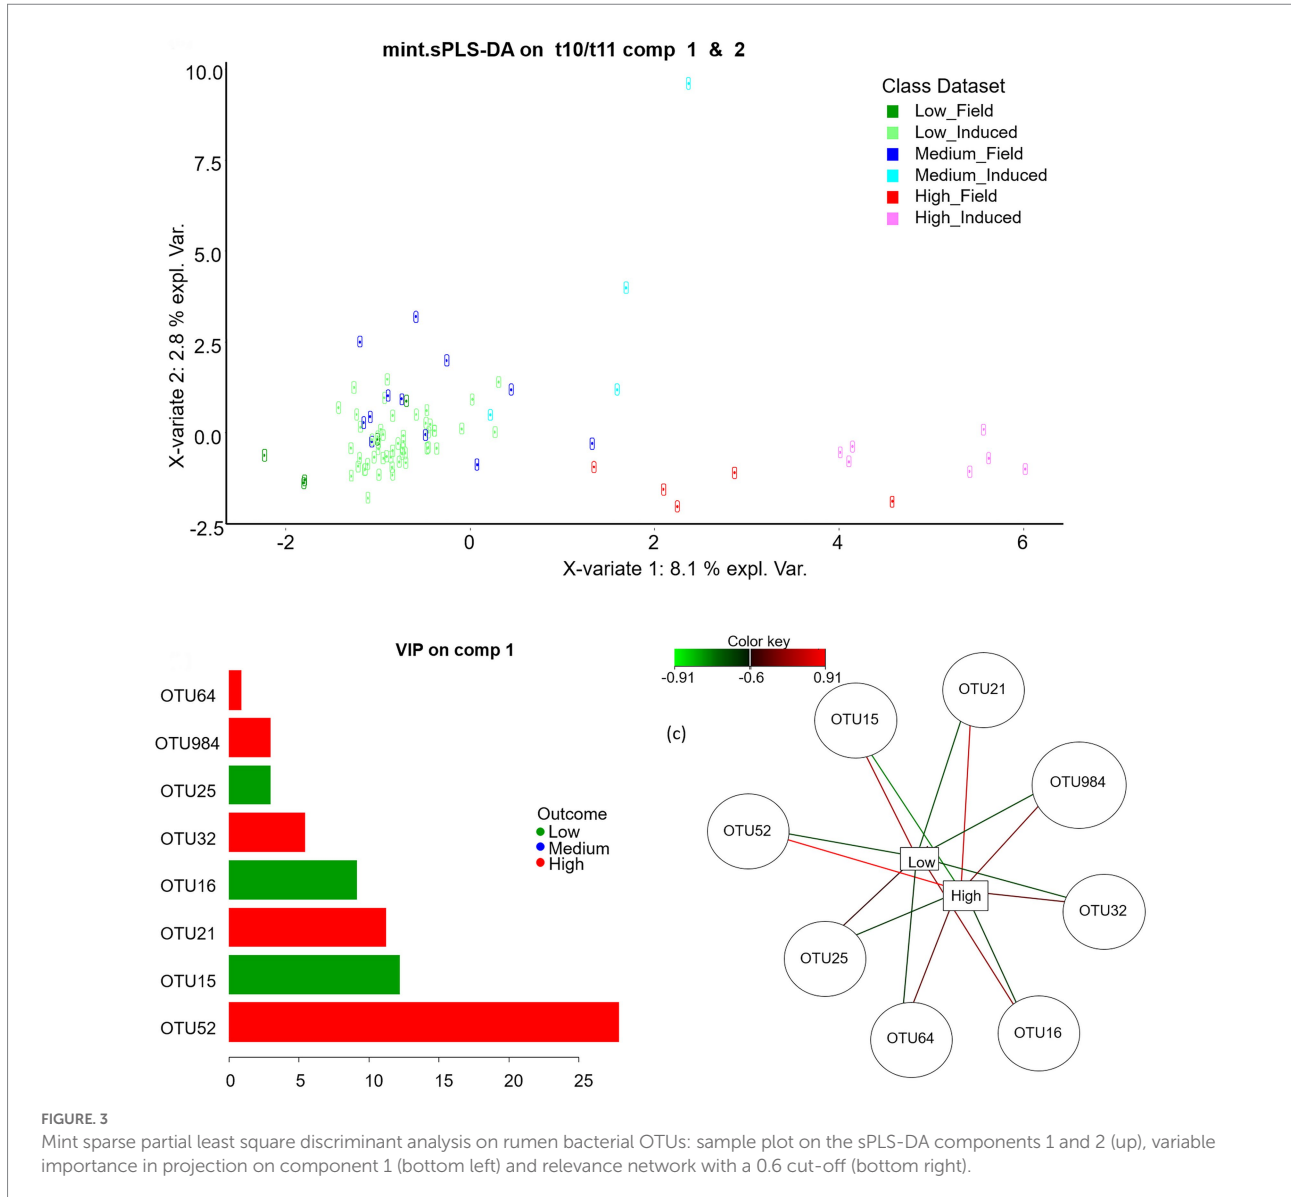 mint.sPLS-DA on t10/t11 comp 1 & 2
10.0
7.5
5.0
2.5
0.0
-2.5
X-variate 2: 2.8 % expl. Var.
-2
0
2
4
6
X-variate 1: 8.1 % expl. Var.
Class Dataset
Low_Field
Low_Induced
Medium_Field
Medium_Induced
High_Field
High_Induced
VIP on comp 1
OTU64
OTU984
OTU25
OTU32
OTU16
OTU21
OTU15
OTU52
0
5
10
15
20
25
Outcome
Low
Medium
High
Color key
-0.91
-0.6
0.91
(c)
OTU21
OTU15
OTU984
OTU52
Low
High
OTU32
OTU25
OTU64
OTU16
FIGURE. 3
Mint sparse partial least square discriminant analysis on rumen bacterial OTUs: sample plot on the sPLS-DA components 1 and 2 (up), variable
importance in projection on component 1 (bottom left) and relevance network with a 0.6 cut-off (bottom right).